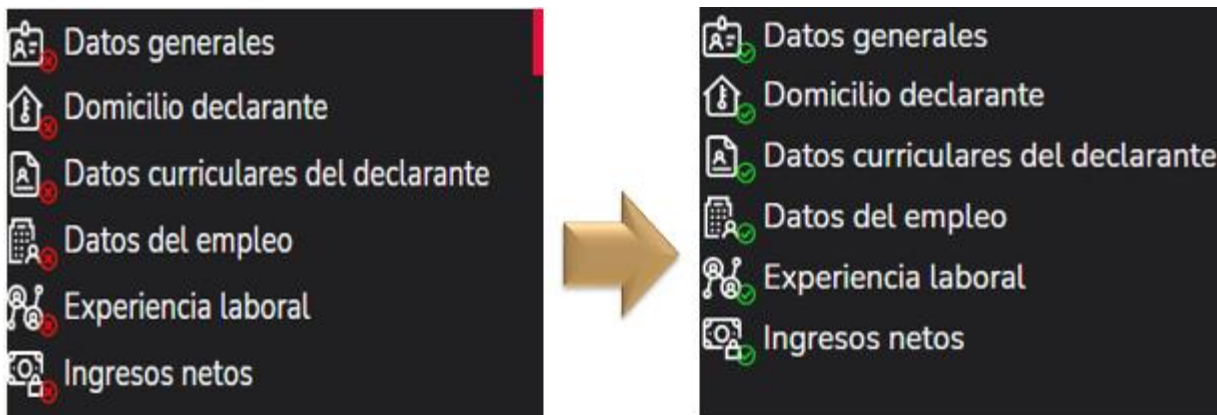 Datos generales
Domicilio declarante
Datos curriculares del declarante
Datos del empleo
Experiencia laboral
Ingresos netos
Datos generales
Domicilio declarante
Datos curriculares del declarante
Datos del empleo
Experiencia laboral
Ingresos netos